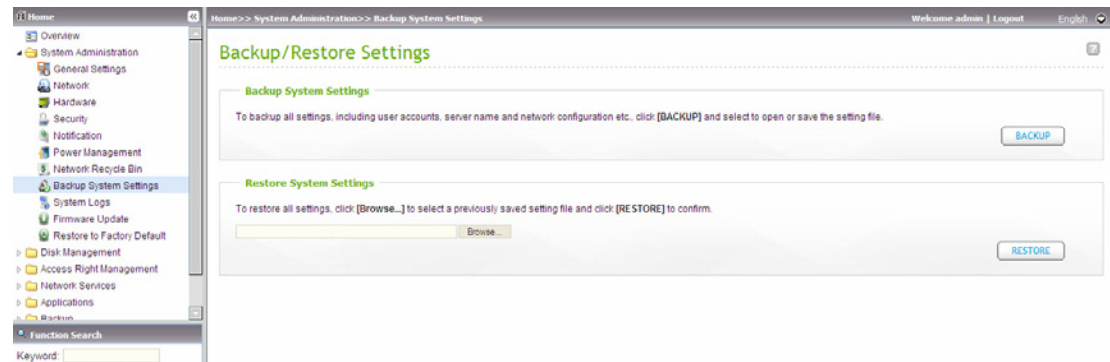 Home
Home>> System Administration>> Backup System Settings
Welcome admin | Logout
English
Overview
System Administration
General Settings
Network
Hardware
Security
Notification
Power Management
Network Recycle Bin
Backup System Settings
System Logs
Firmware Update
Restore to Factory Default
Disk Management
Access Right Management
Network Services
Applications
Backup
Function Search
Keyword:
Backup/Restore Settings
Backup System Settings
To backup all settings, including user accounts, server name and network configuration etc., click [BACKUP] and select to open or save the setting file.
BACKUP
Restore System Settings
To restore all settings, click [Browse...] to select a previously saved setting file and click [RESTORE] to confirm.
Browse...
RESTORE